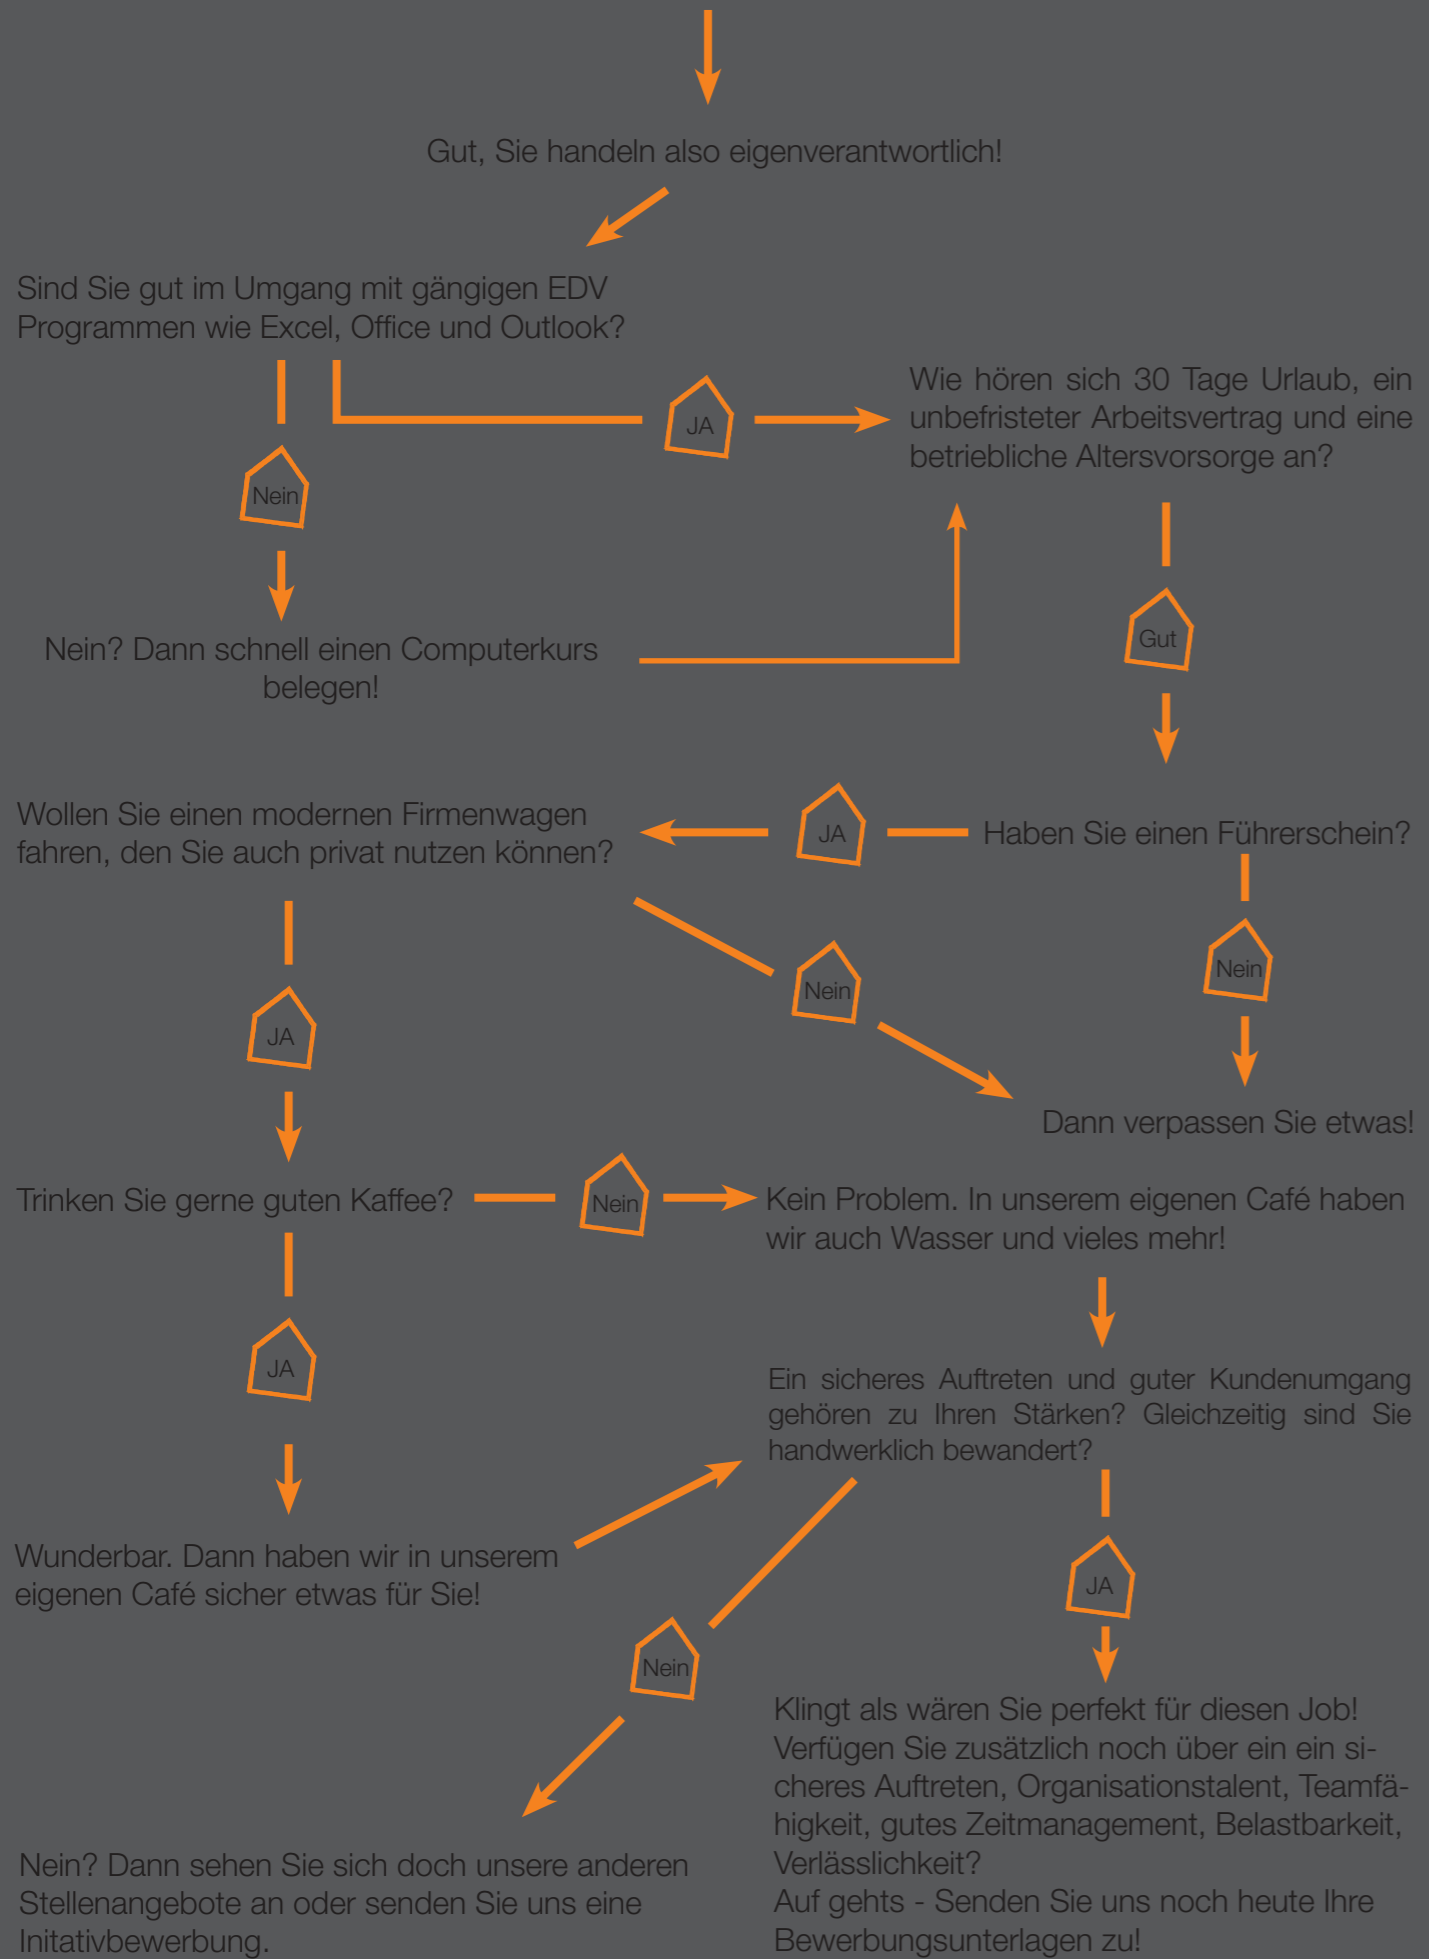 Gut, Sie handeln also eigenverantwortlich!
Sind Sie gut im Umgang mit gängigen EDV
Programmen wie Excel, Office und Outlook?
JA
Wie hören sich 30 Tage Urlaub, ein
unbefristeter Arbeitsvertrag und eine
betriebliche Altersvorsorge an?
Nein
Gut
Nein? Dann schnell einen Computerkurs
belegen!
Haben Sie einen Führerschein?
JA
Wollen Sie einen modernen Firmenwagen
fahren, den Sie auch privat nutzen können?
Nein
Nein
Dann verpassen Sie etwas!
JA
Trinken Sie gerne guten Kaffee?
Nein
Kein Problem. In unserem eigenen Café haben
wir auch Wasser und vieles mehr!
JA
Wunderbar. Dann haben wir in unserem
eigenen Café sicher etwas für Sie!
Ein sicheres Auftreten und guter Kundenumgang
gehören zu Ihren Stärken? Gleichzeitig sind Sie
handwerklich bewandert?
JA
Nein
Klingt als wären Sie perfekt für diesen Job!
Verfügen Sie zusätzlich noch über ein ein si-
cheres Auftreten, Organisationstalent, Teamfä-
higkeit, gutes Zeitmanagement, Belastbarkeit,
Verlässlichkeit?
Auf gehts - Senden Sie uns noch heute Ihre
Bewerbungsunterlagen zu!
Nein? Dann sehen Sie sich doch unsere anderen
Stellenangebote an oder senden Sie uns eine
Initativbewerbung.